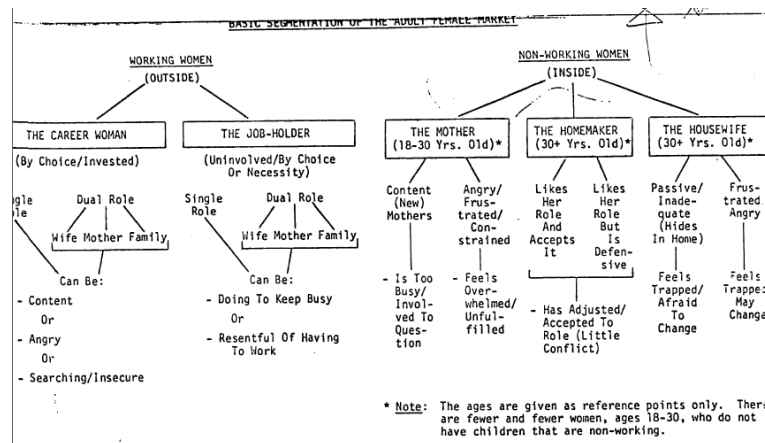 BASIC SEGMENTATION OF THE ADULT FEMALE MARKET
WORKING WOMEN
(OUTSIDE)
THE CAREER WOMAN
(By Choice/Invested)
gle
le
Dual Role
Wife Mother Family
Can Be:
- Content
Or
- Angry
Or
- Searching/Insecure
THE JOB-HOLDER
(Uninvolved/By Choice
Or Necessity)
Single
Role
Dual Role
Wife Mother Family
Can Be:
- Doing To Keep Busy
Or
- Resentful Of Having
To Work
NON-WORKING WOMEN
(INSIDE)
THE MOTHER
(18-30 Yrs. Old)*
Content
(New)
Mothers
- Is Too
Busy/
Invol-
ved To
Ques-
tion
Angry/
Frus-
trated/
Con-
strained
- Feels
Over-
whelmed/
Unful-
filled
THE HOMEMAKER
(30+ Yrs. Old)*
Likes
Her
Role
And
Accepts
It
Likes
Her
Role
But
Is
Defen-
sive
- Has Adjusted/
Accepted To
Role (Little
Conflict)
THE HOUSEWIFE
(30+ Yrs. Old)*
Passive/
Inade-
quate
(Hides
In Home)
Feels
Trapped/
Afraid
To
Change
Frus-
trated
Angry
Feels
Trapped
May
Change
* Note: The ages are given as reference points only. Ther
are fewer and fewer women, ages 18-30, who do not
have children that are non-working.